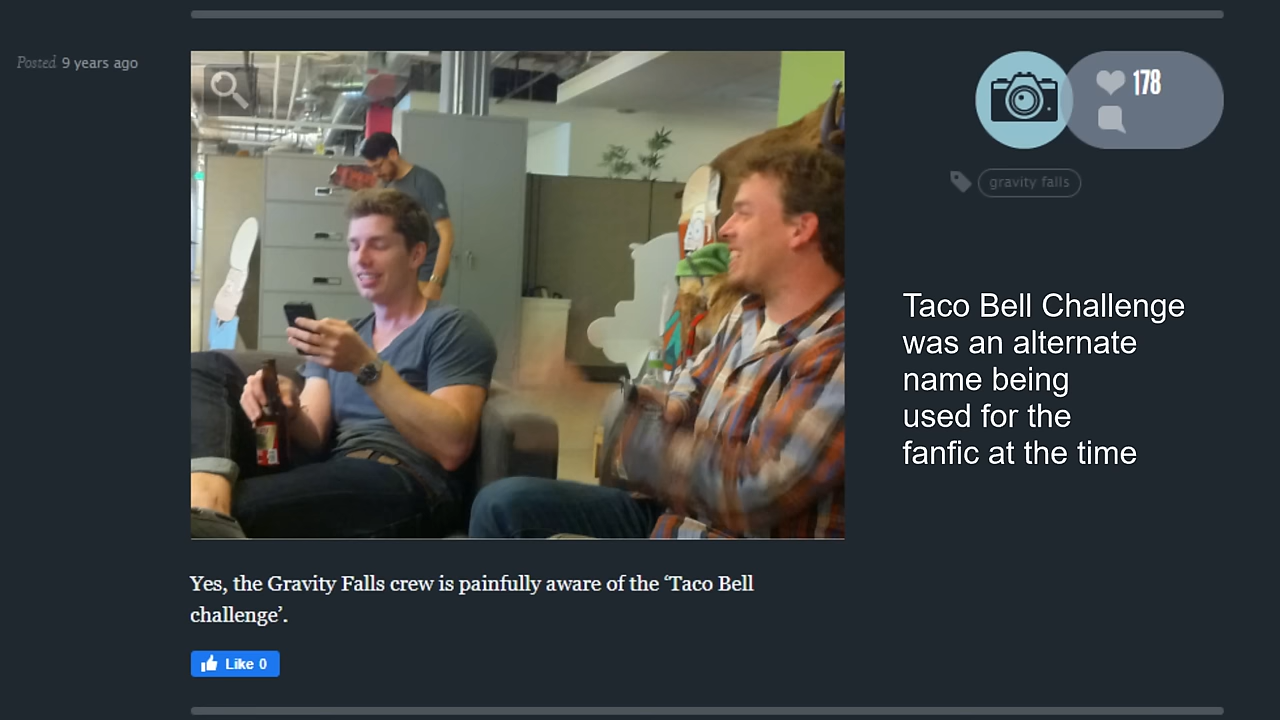 Posted 9 years ago
178
gravity falls
Taco Bell Challenge
was an alternate
name being
used for the
fanfic at the time
Yes, the Gravity Falls crew is painfully aware of the ‘Taco Bell
challenge’.
Like 0